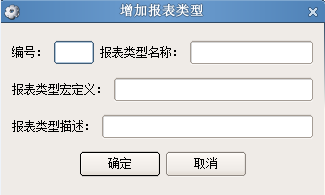 增加报表类型
编号： 报表类型名称：
报表类型宏定义：
报表类型描述：
确定 取消